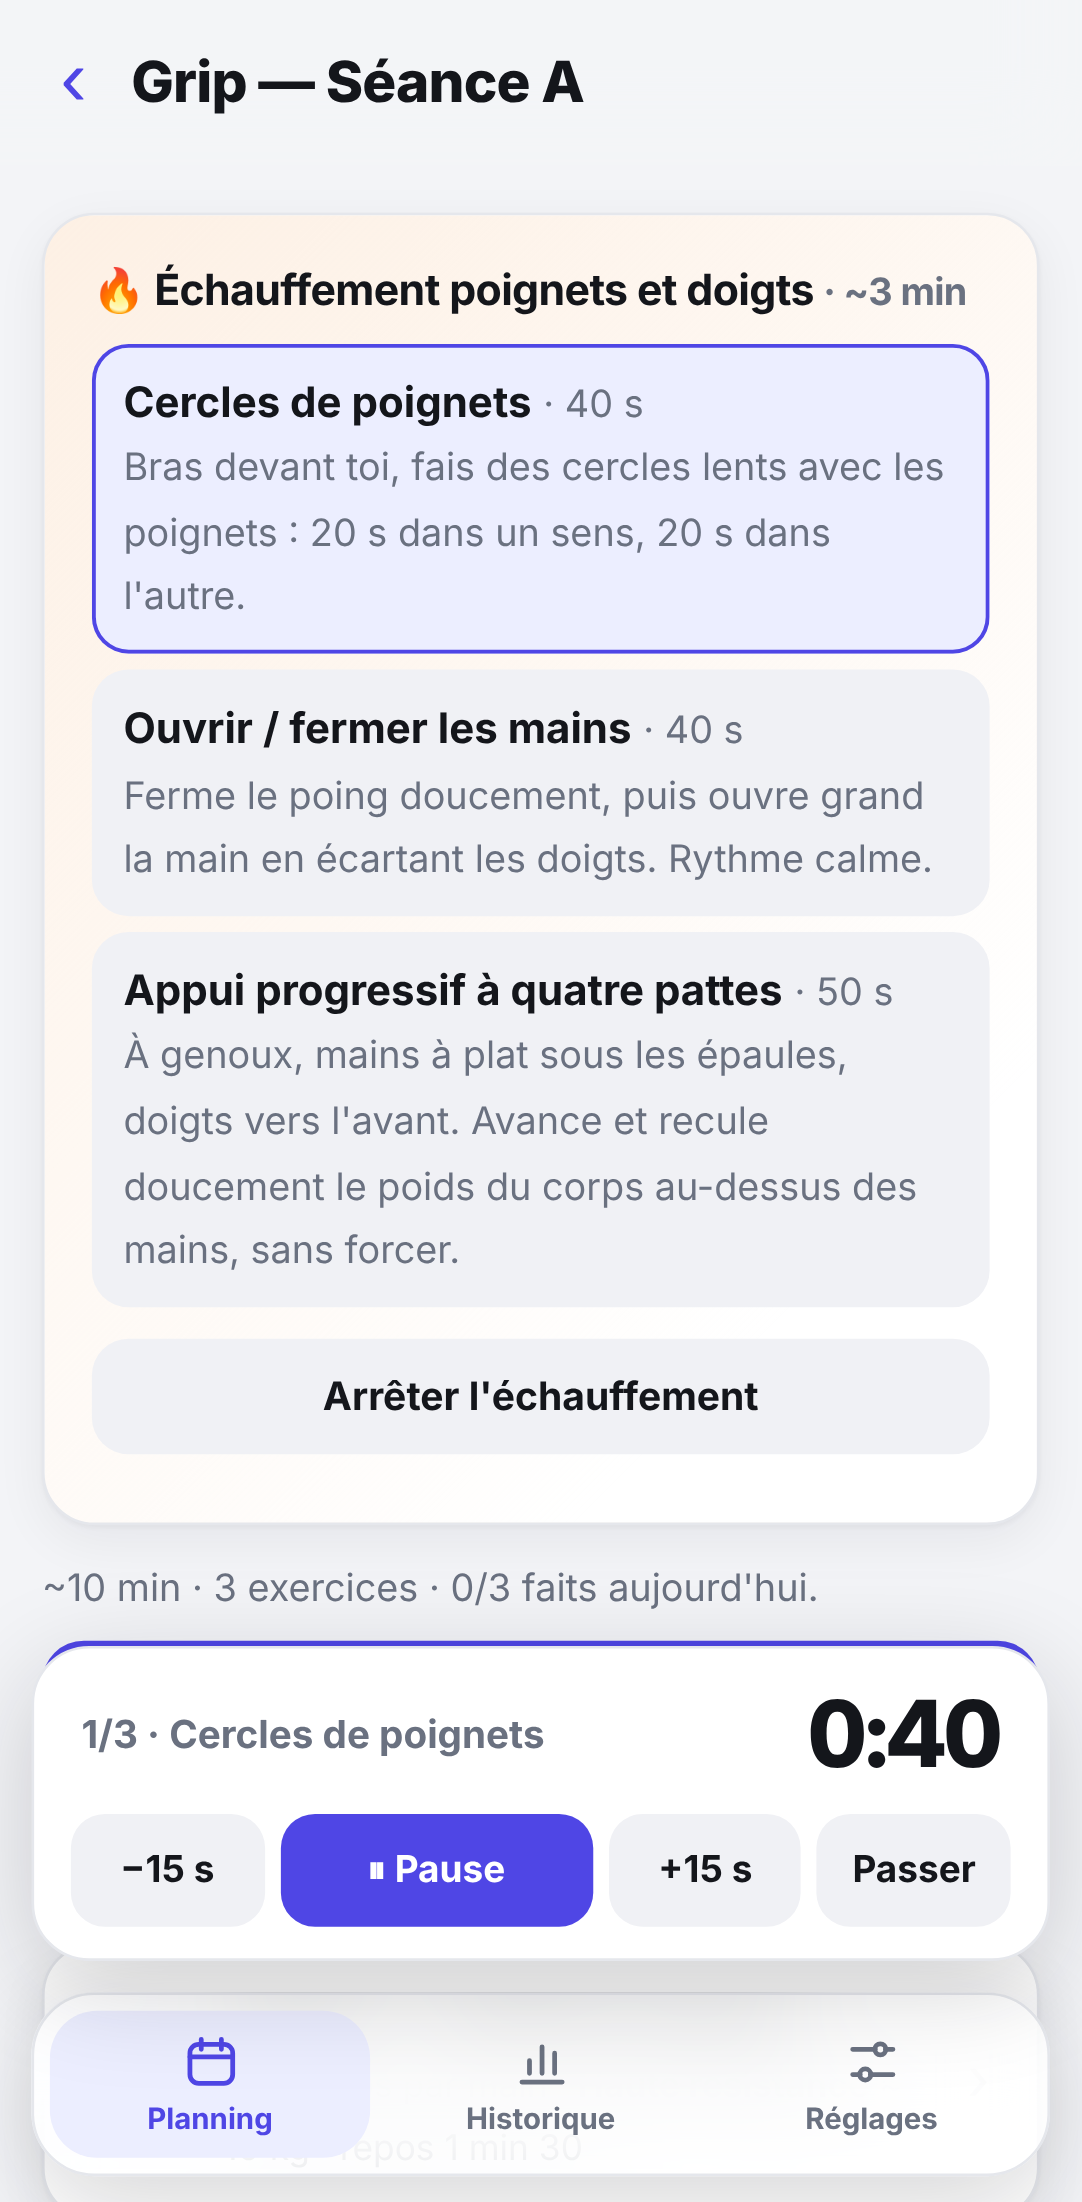 Grip — Séance A
🔥 Échauffement poignets et doigts · ~3 min
Cercles de poignets · 40 s
Bras devant toi, fais des cercles lents avec les
poignets : 20 s dans un sens, 20 s dans
l'autre.
Ouvrir / fermer les mains · 40 s
Ferme le poing doucement, puis ouvre grand
la main en écartant les doigts. Rythme calme.
Appui progressif à quatre pattes · 50 s
À genoux, mains à plat sous les épaules,
doigts vers l'avant. Avance et recule
doucement le poids du corps au-dessus des
mains, sans forcer.
Arrêter l'échauffement
~10 min · 3 exercices · 0/3 faits aujourd'hui.
1/3 · Cercles de poignets
0:40
−15 s
Pause
+15 s
Passer
Planning
Historique
Réglages
repos 1 min 30